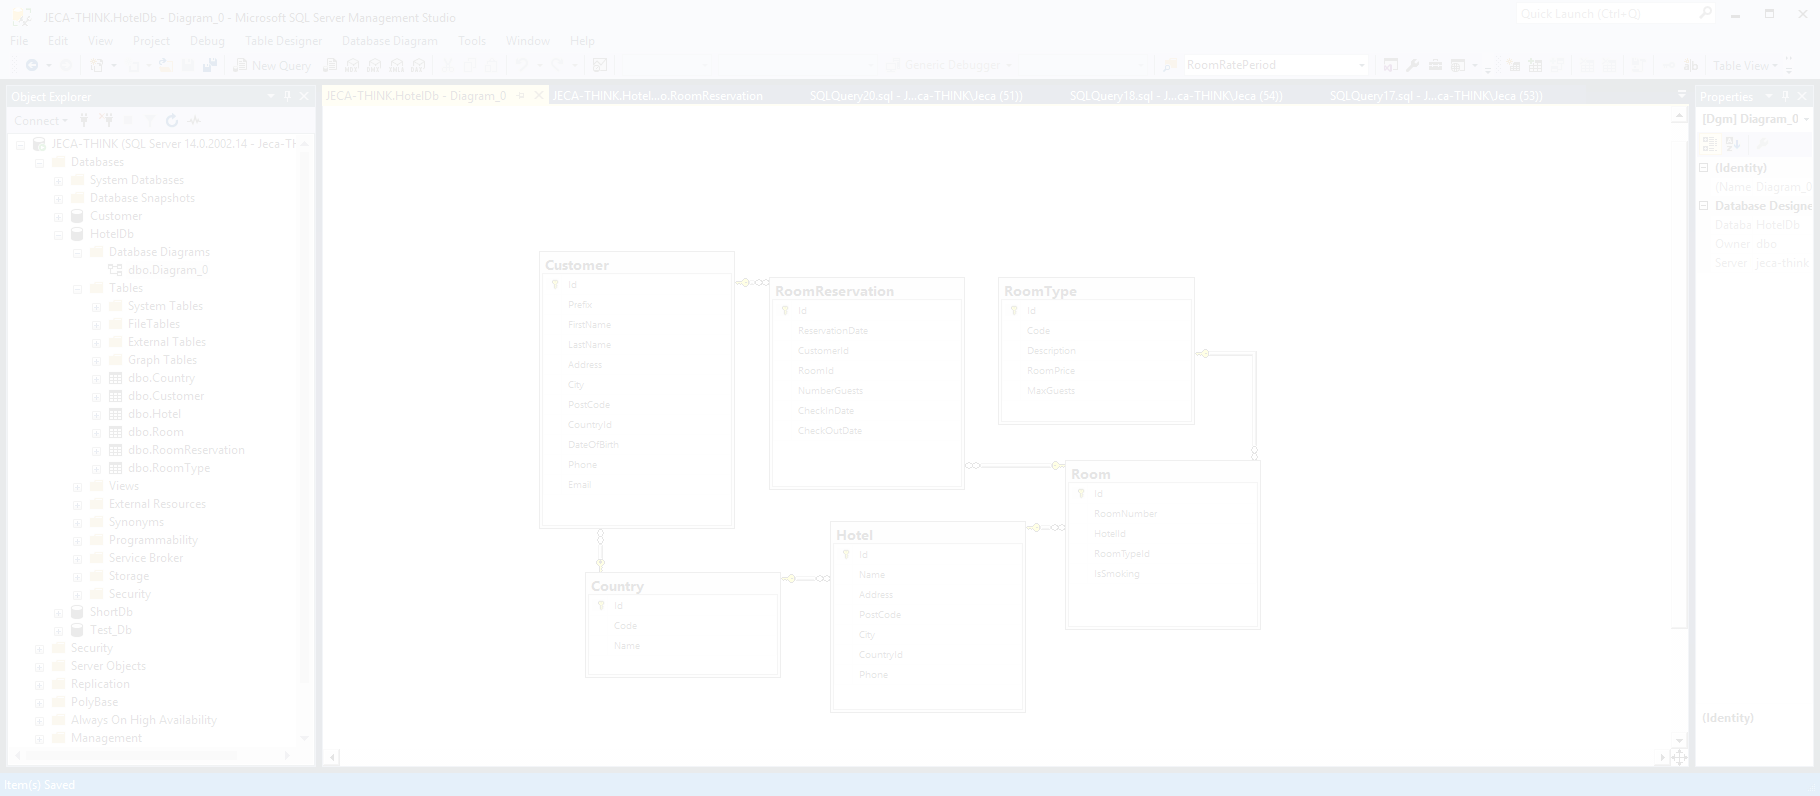 JECA-THINK.HotelDb - Diagram_0 - Microsoft SQL Server Management Studio
Quick Launch (Ctrl+Q)
File Edit View Project Debug Table Designer Database Diagram Tools Window Help
New Query
Generic Debugger
RoomRatePeriod
Table View
Object Explorer
Connect
JECA-THINK (SQL Server 14.0.2002.14 - Jeca-TH
Databases
System Databases
Database Snapshots
Customer
HotelDb
Database Diagrams
dbo.Diagram_0
Tables
System Tables
FileTables
External Tables
Graph Tables
dbo.Country
dbo.Customer
dbo.Hotel
dbo.Room
dbo.RoomReservation
dbo.RoomType
Views
External Resources
Synonyms
Programmability
Service Broker
Storage
Security
ShortDb
Test_Db
Security
Server Objects
Replication
PolyBase
Always On High Availability
Management
JECA-THINK.HotelDb - Diagram_0
JECA-THINK.Hotel...o.RoomReservation
SQLQuery20.sql - J...ca-THINK\Jeca (51))
SQLQuery18.sql - J...ca-THINK\Jeca (54))
SQLQuery17.sql - J...ca-THINK\Jeca (53))
Customer
Id
Prefix
FirstName
LastName
Address
City
PostCode
CountryId
DateOfBirth
Phone
Email
RoomReservation
Id
ReservationDate
CustomerId
RoomId
NumberGuests
CheckInDate
CheckOutDate
RoomType
Id
Code
Description
RoomPrice
MaxGuests
Room
Id
RoomNumber
HotelId
RoomTypeId
IsSmoking
Hotel
Id
Name
Address
PostCode
City
CountryId
Phone
Country
Id
Code
Name
Properties
[Dgm] Diagram_0
(Identity)
(Name Diagram_0
Database Designe
Databa HotelDb
Owner dbo
Server jeca-think
(Identity)
Item(s) Saved